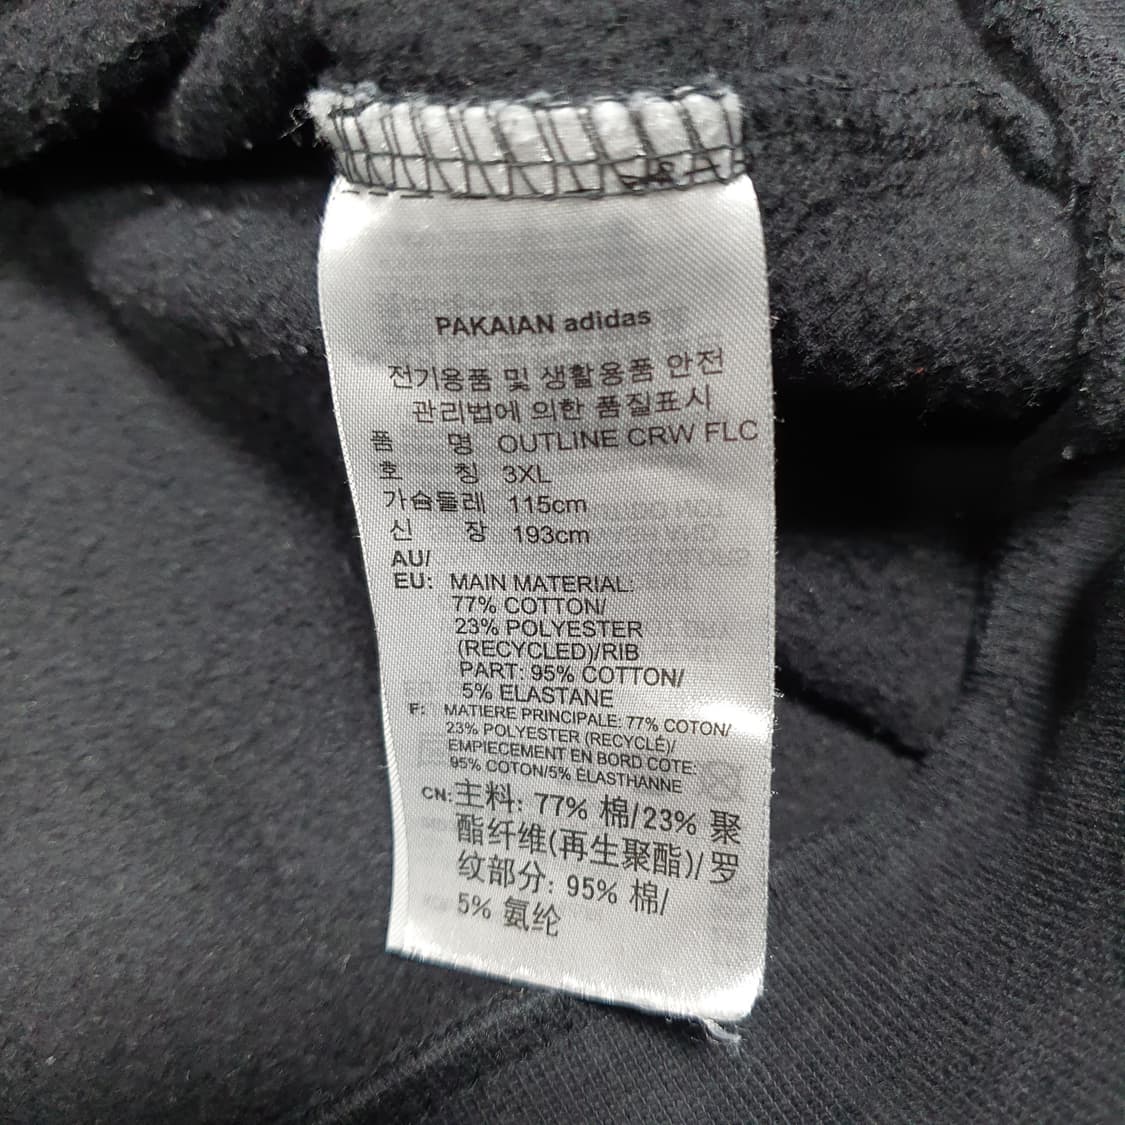 PAKAIAN adidas
전기용품 및 생활용품 안전
관리법에 의한 품질표시
품 명 OUTLINE CRW FLC
호 칭 3XL
가슴둘레 115cm
신 장 193cm
AU/
EU: MAIN MATERIAL:
77% COTTON/
23% POLYESTER
(RECYCLED)/RIB
PART: 95% COTTON/
5% ELASTANE
F: MATIERE PRINCIPALE: 77% COTON/
23% POLYESTER (RECYCLÉ)/
EMPIECEMENT EN BORD COTE:
95% COTON/5% ÉLASTHANNE
CN: 主料: 77% 棉/23% 聚
酯纤维(再生聚酯)/罗
纹部分: 95% 棉/
5% 氨纶